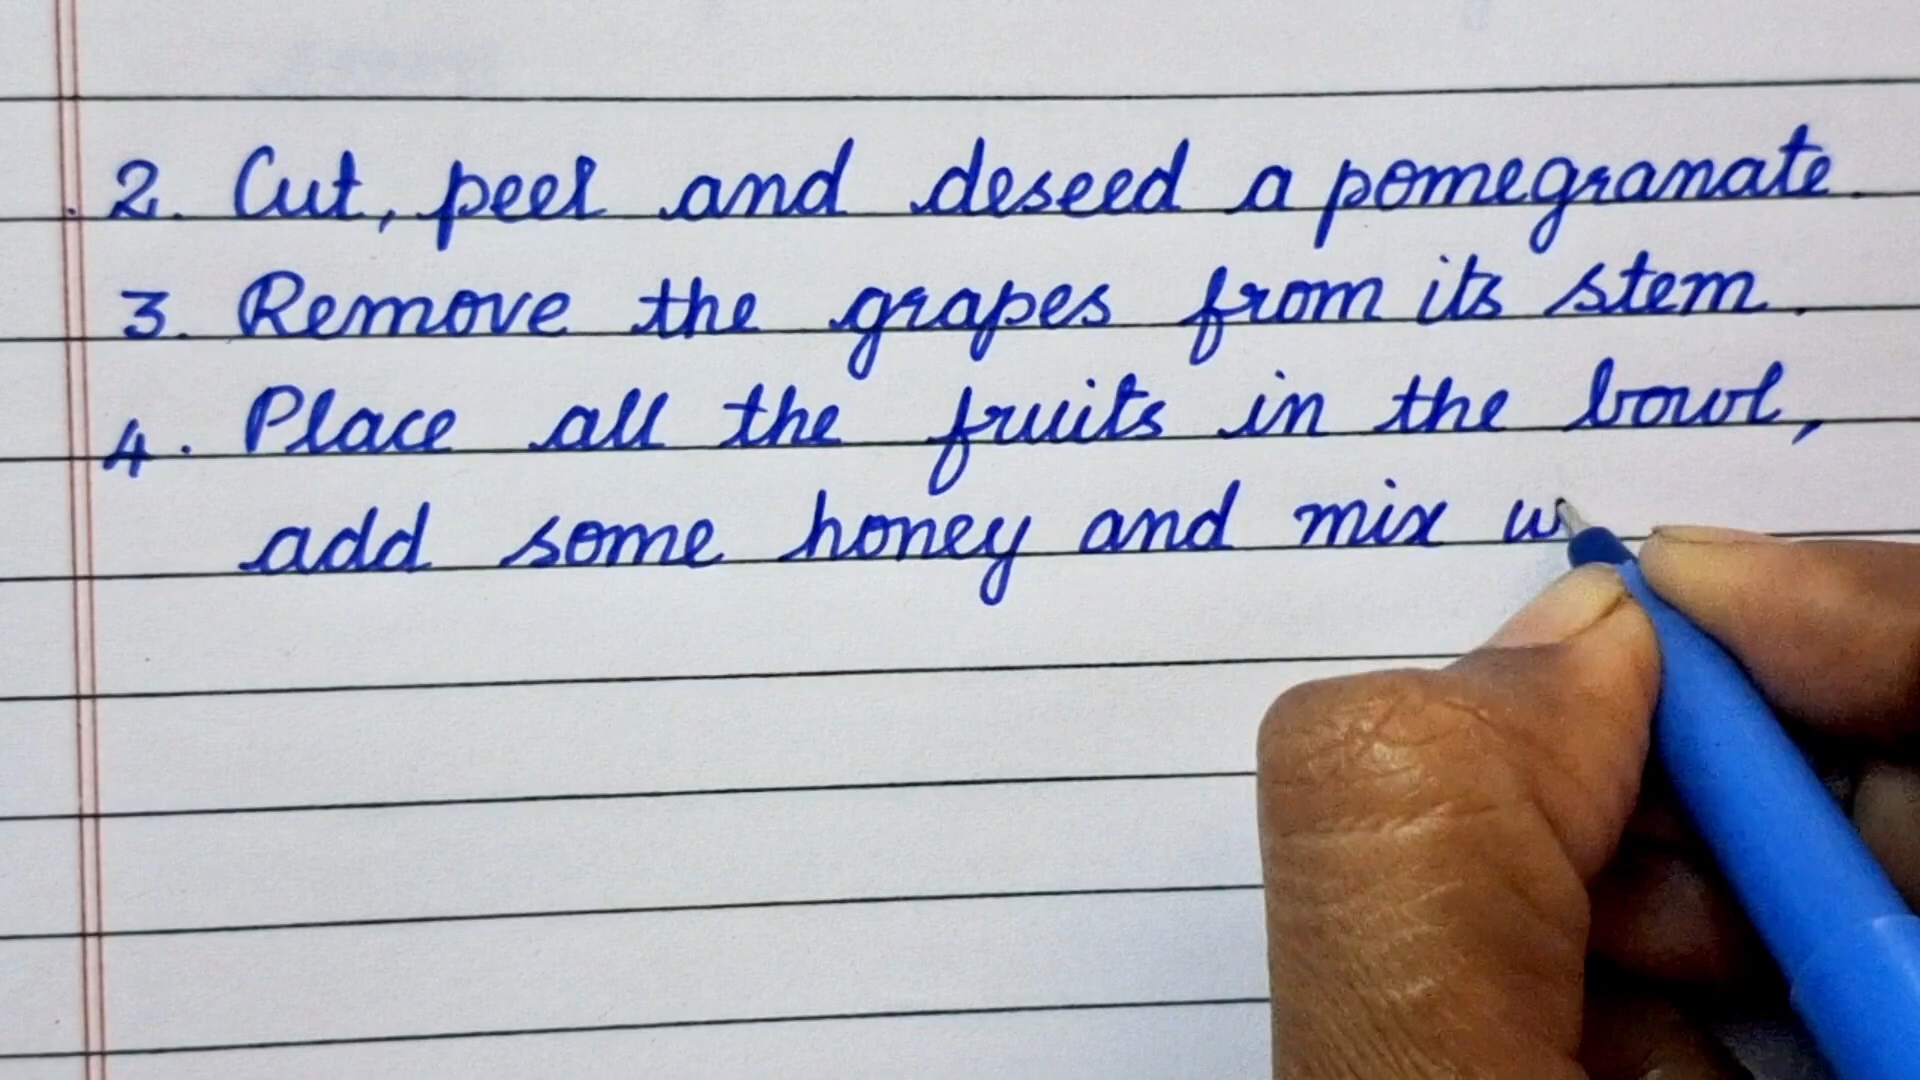 2. Cut, peel and deseed a pomegranate.
3. Remove the grapes from its stem.
4. Place all the fruits in the bowl,
add some honey and mix w